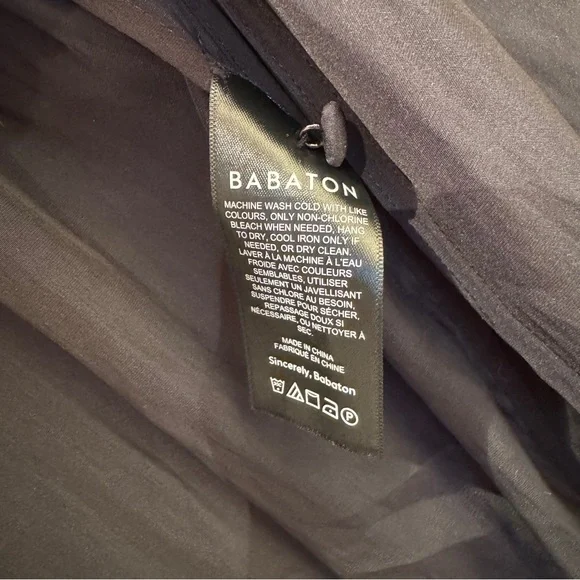 BABATON
MACHINE WASH COLD WITH LIKE
COLOURS, ONLY NON-CHLORINE
BLEACH WHEN NEEDED, HANG
TO DRY, COOL IRON ONLY IF
NEEDED, OR DRY CLEAN.
LAVER À LA MACHINE À L'EAU
FROIDE AVEC COULEURS
SEMBLABLES, UTILISER
SEULEMENT UN JAVELLISANT
SANS CHLORE AU BESOIN,
SUSPENDRE POUR SÉCHER,
REPASSAGE DOUX SI
NÉCESSAIRE, OU NETTOYER À
SEC.
MADE IN CHINA
FABRIQUÉ EN CHINE
Sincerely, Babaton
P